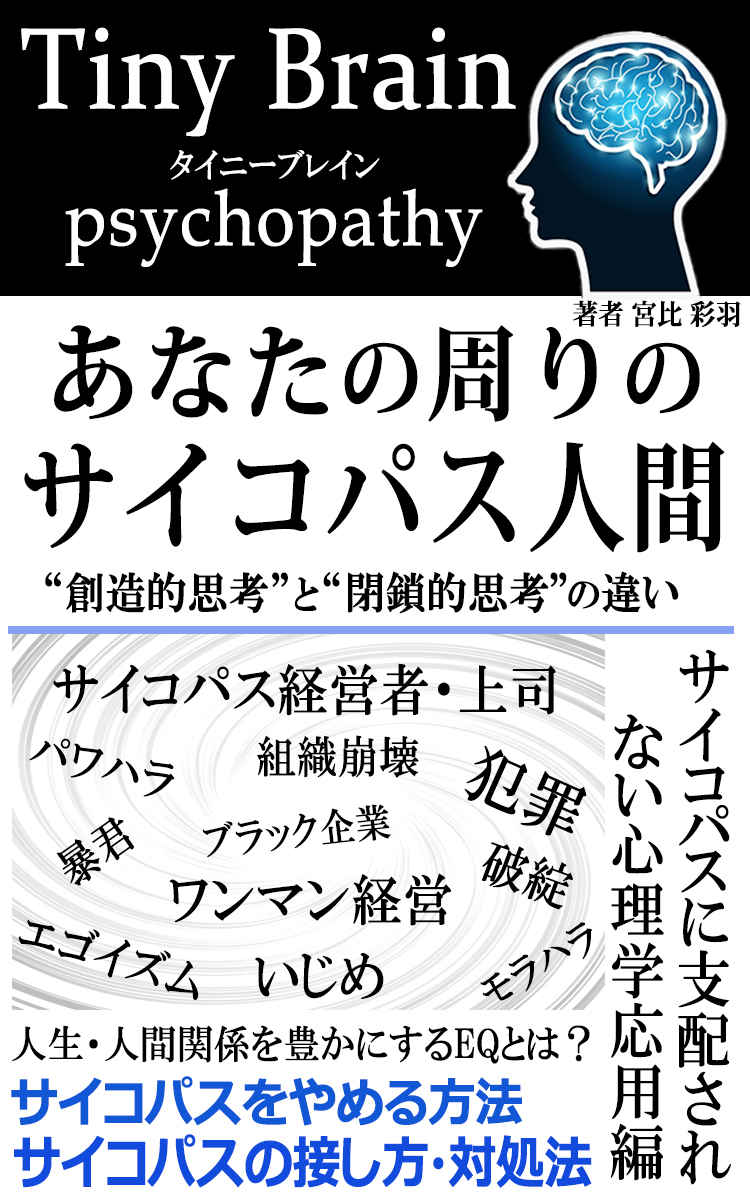 Tiny Brain
タイニーブレイン
psychopathy
著者 宮比 彩羽
あなたの周りの
サイコパス人間
“創造的思考”と“閉鎖的思考”の違い
サイコパス経営者・上司
パワハラ
組織崩壊
犯罪
暴君
ブラック企業
破綻
ワンマン経営
エゴイズム
いじめ
モラハラ
サイコパスに支配され
ない心理学応用編
人生・人間関係を豊かにするEQとは？
サイコパスをやめる方法
サイコパスの接し方・対処法